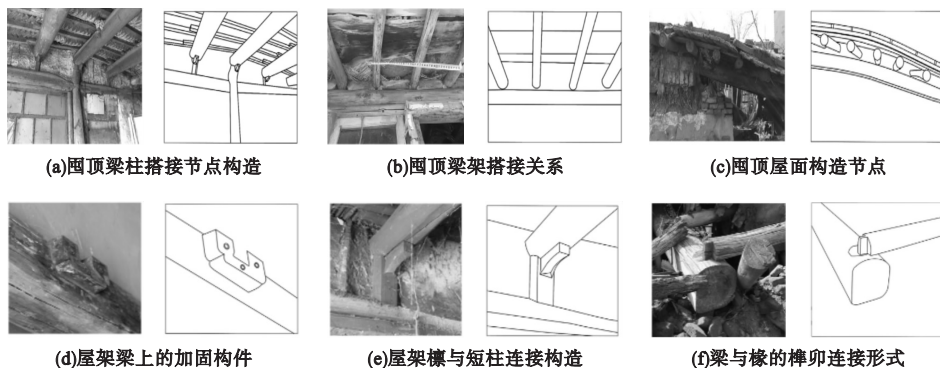 (a)囤顶梁柱搭接节点构造
(b)囤顶梁架搭接关系
(c)囤顶屋面构造节点
(d)屋架梁上的加固构件
(e)屋架檩与短柱连接构造
(f)梁与椽的榫卯连接形式